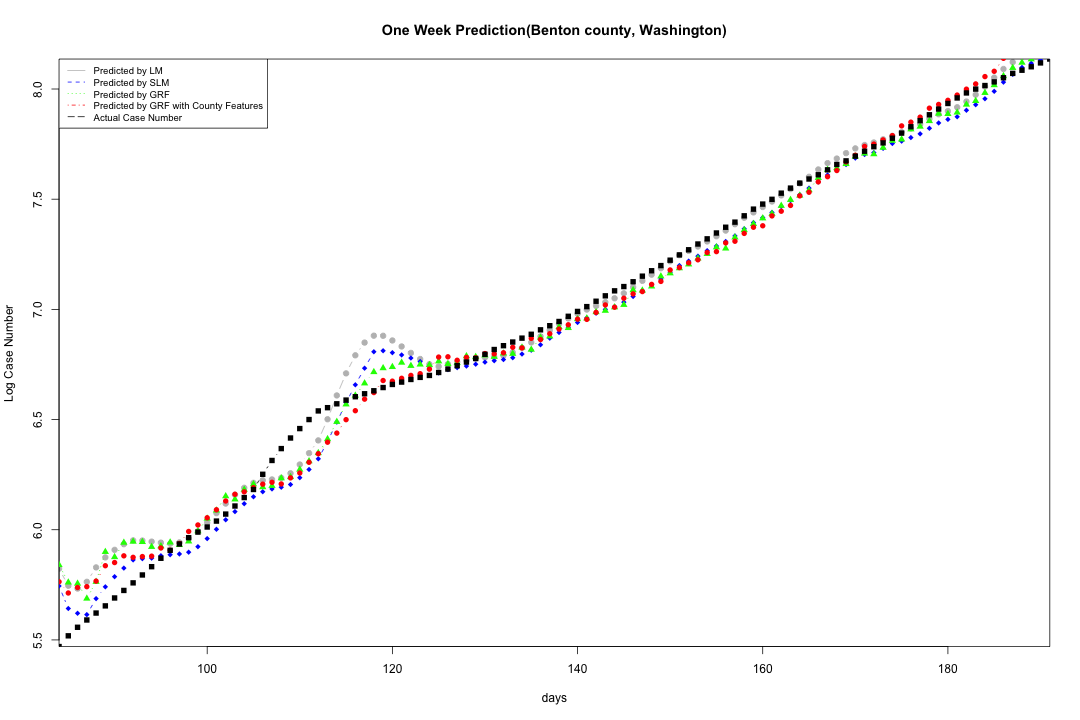 One Week Prediction(Benton county, Washington)
Predicted by LM
Predicted by SLM
Predicted by GRF
Predicted by GRF with County Features
Actual Case Number
8.0
7.5
7.0
6.5
6.0
5.5
Log Case Number
100
120
140
160
180
days